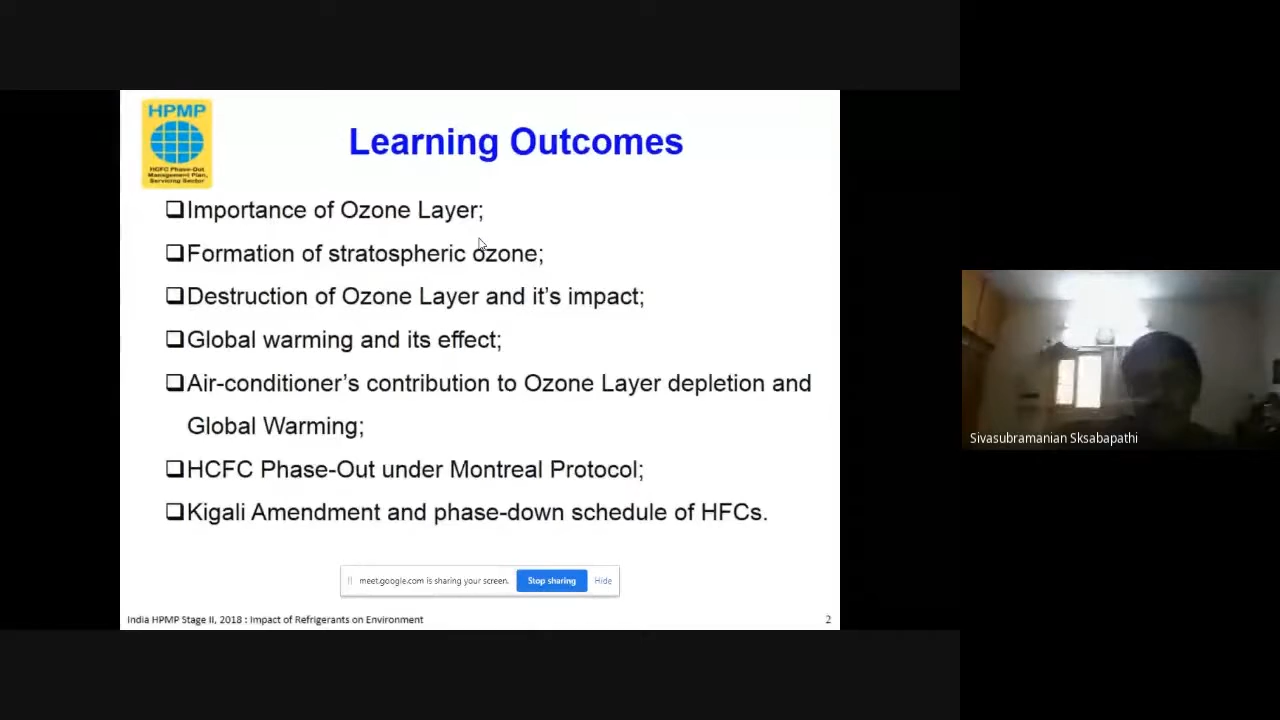 HPMP
HCFC Phase-Out
Management Plan,
Servicing Sector
Learning Outcomes
❑Importance of Ozone Layer;
❑Formation of stratospheric ozone;
❑Destruction of Ozone Layer and it’s impact;
❑Global warming and its effect;
❑Air-conditioner’s contribution to Ozone Layer depletion and
Global Warming;
❑HCFC Phase-Out under Montreal Protocol;
❑Kigali Amendment and phase-down schedule of HFCs.
meet.google.com is sharing your screen.
Stop sharing
Hide
India HPMP Stage II, 2018 : Impact of Refrigerants on Environment
2
Sivasubramanian Sksabapathi